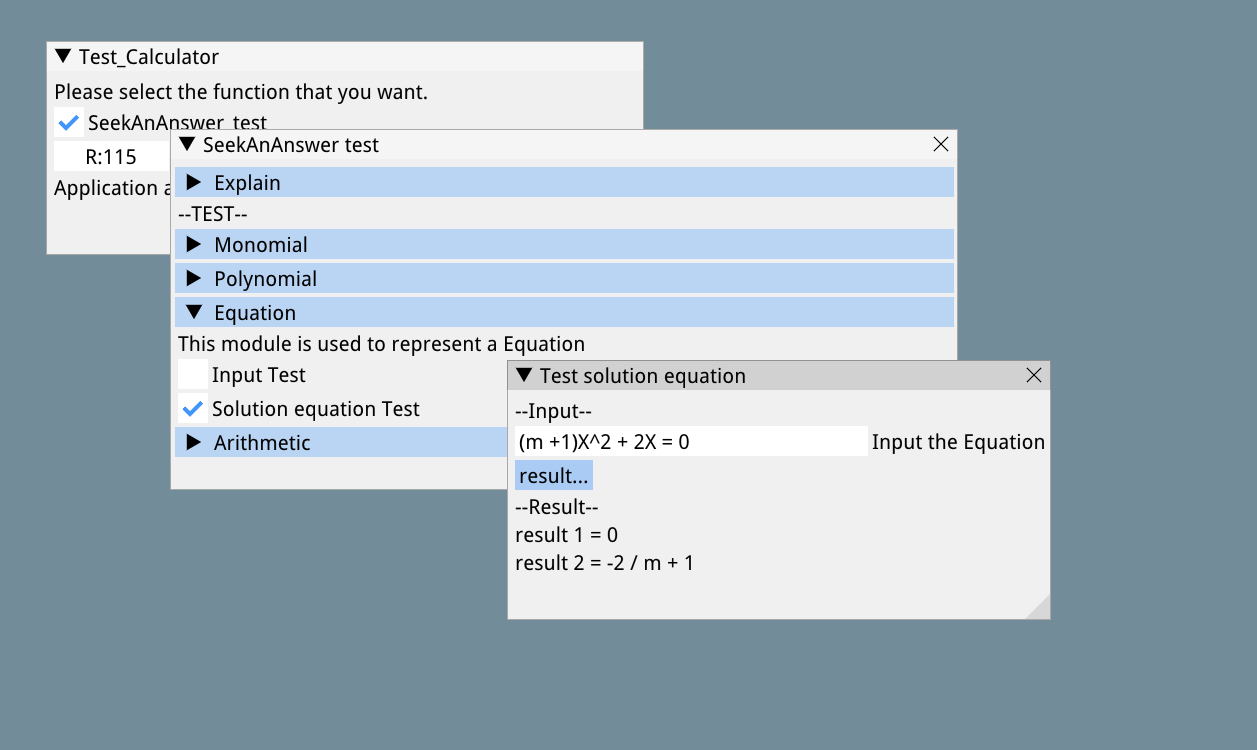 Test_Calculator
Please select the function that you want.
SeekAnAnswer test
R:115
Application
SeekAnAnswer test
Explain
--TEST--
Monomial
Polynomial
Equation
This module is used to represent a Equation
Input Test
Solution equation Test
Arithmetic
Test solution equation
--Input--
(m +1)X^2 + 2X = 0 Input the Equation
result...
--Result--
result 1 = 0
result 2 = -2 / m + 1